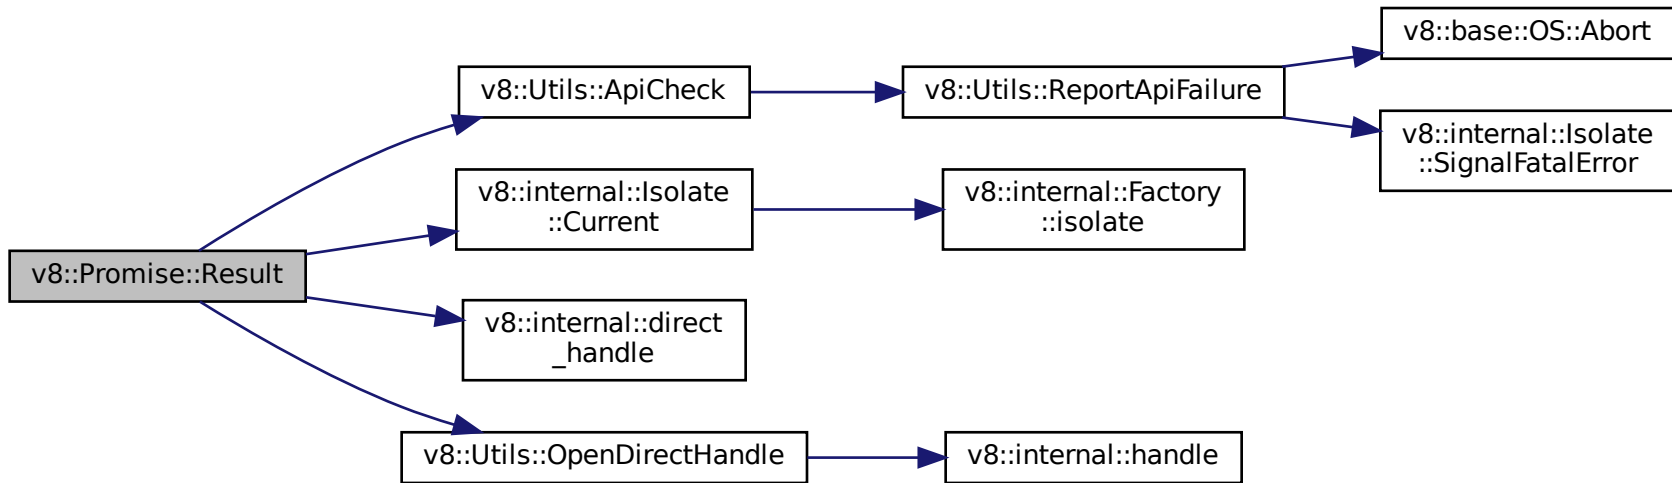 v8::Promise::Result
v8::Utils::ApiCheck
v8::Utils::ReportApiFailure
v8::base::OS::Abort
v8::internal::Isolate
::SignalFatalError
v8::internal::Isolate
::Current
v8::internal::Factory
::isolate
v8::internal::direct
_handle
v8::Utils::OpenDirectHandle
v8::internal::handle